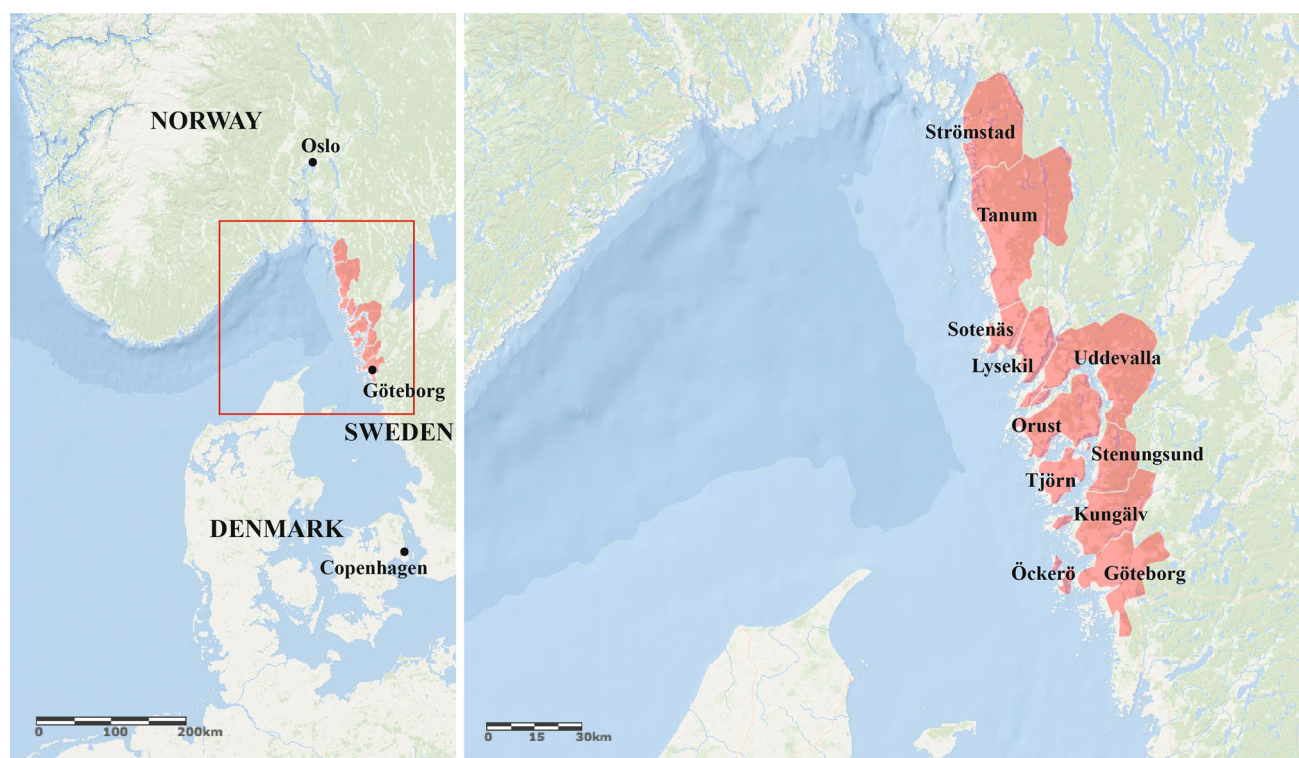 NORWAY
Oslo
Göteborg
SWEDEN
DENMARK
Copenhagen
0 100 200km
Strömstad
Tanum
Sotenäs
Lysekil
Uddevalla
Orust
Stenungsund
Tjörn
Kungälv
Öckerö
Göteborg
0 15 30km